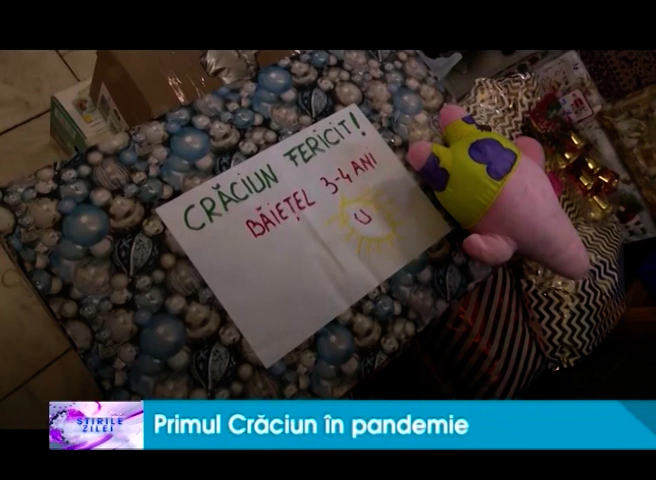 CRĂCIUN FERICIT!
BĂIEȚEL 3-4 ANI
ȘTIRILE
ZILEI
Primul Crăciun în pandemie